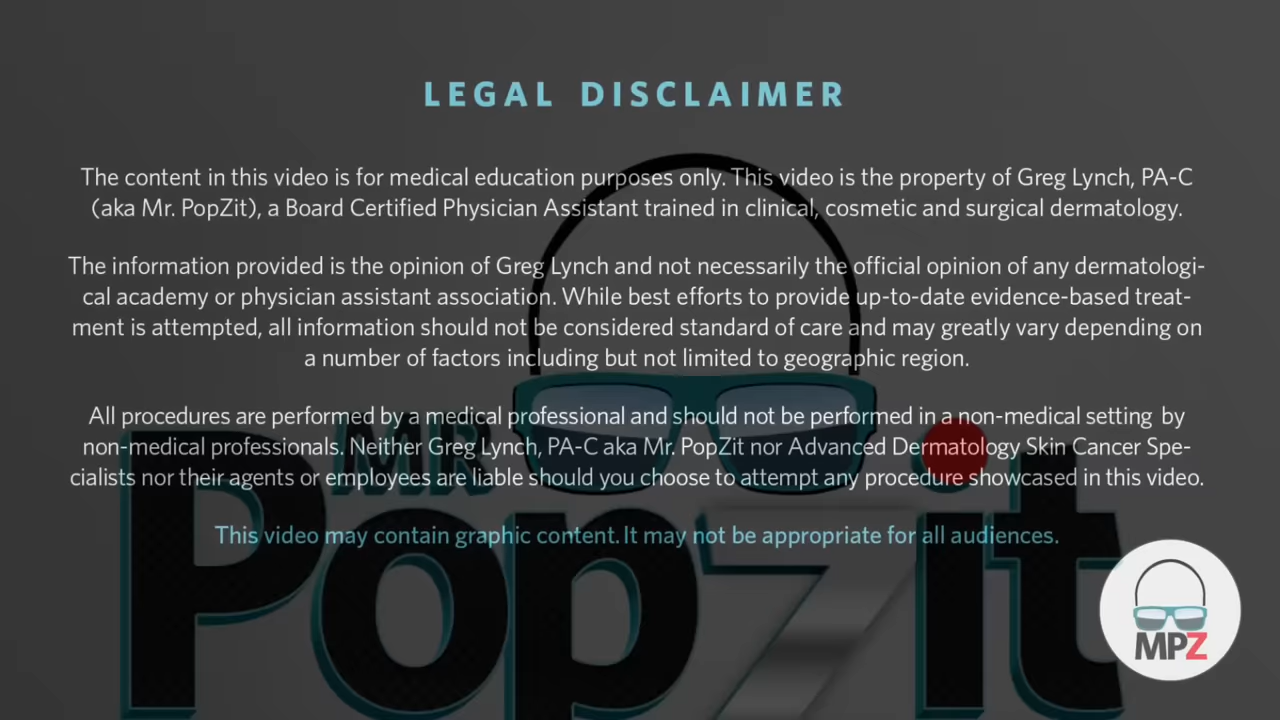 LEGAL DISCLAIMER
The content in this video is for medical education purposes only. This video is the property of Greg Lynch, PA-C
(aka Mr. PopZit), a Board Certified Physician Assistant trained in clinical, cosmetic and surgical dermatology.
The information provided is the opinion of Greg Lynch and not necessarily the official opinion of any dermatologi-
cal academy or physician assistant association. While best efforts to provide up-to-date evidence-based treat-
ment is attempted, all information should not be considered standard of care and may greatly vary depending on
a number of factors including but not limited to geographic region.
All procedures are performed by a medical professional and should not be performed in a non-medical setting by
non-medical professionals. Neither Greg Lynch, PA-C aka Mr. PopZit nor Advanced Dermatology Skin Cancer Spe-
cialists nor their agents or employees are liable should you choose to attempt any procedure showcased in this video.
This video may contain graphic content. It may not be appropriate for all audiences.
MR
PopZit
MPZ